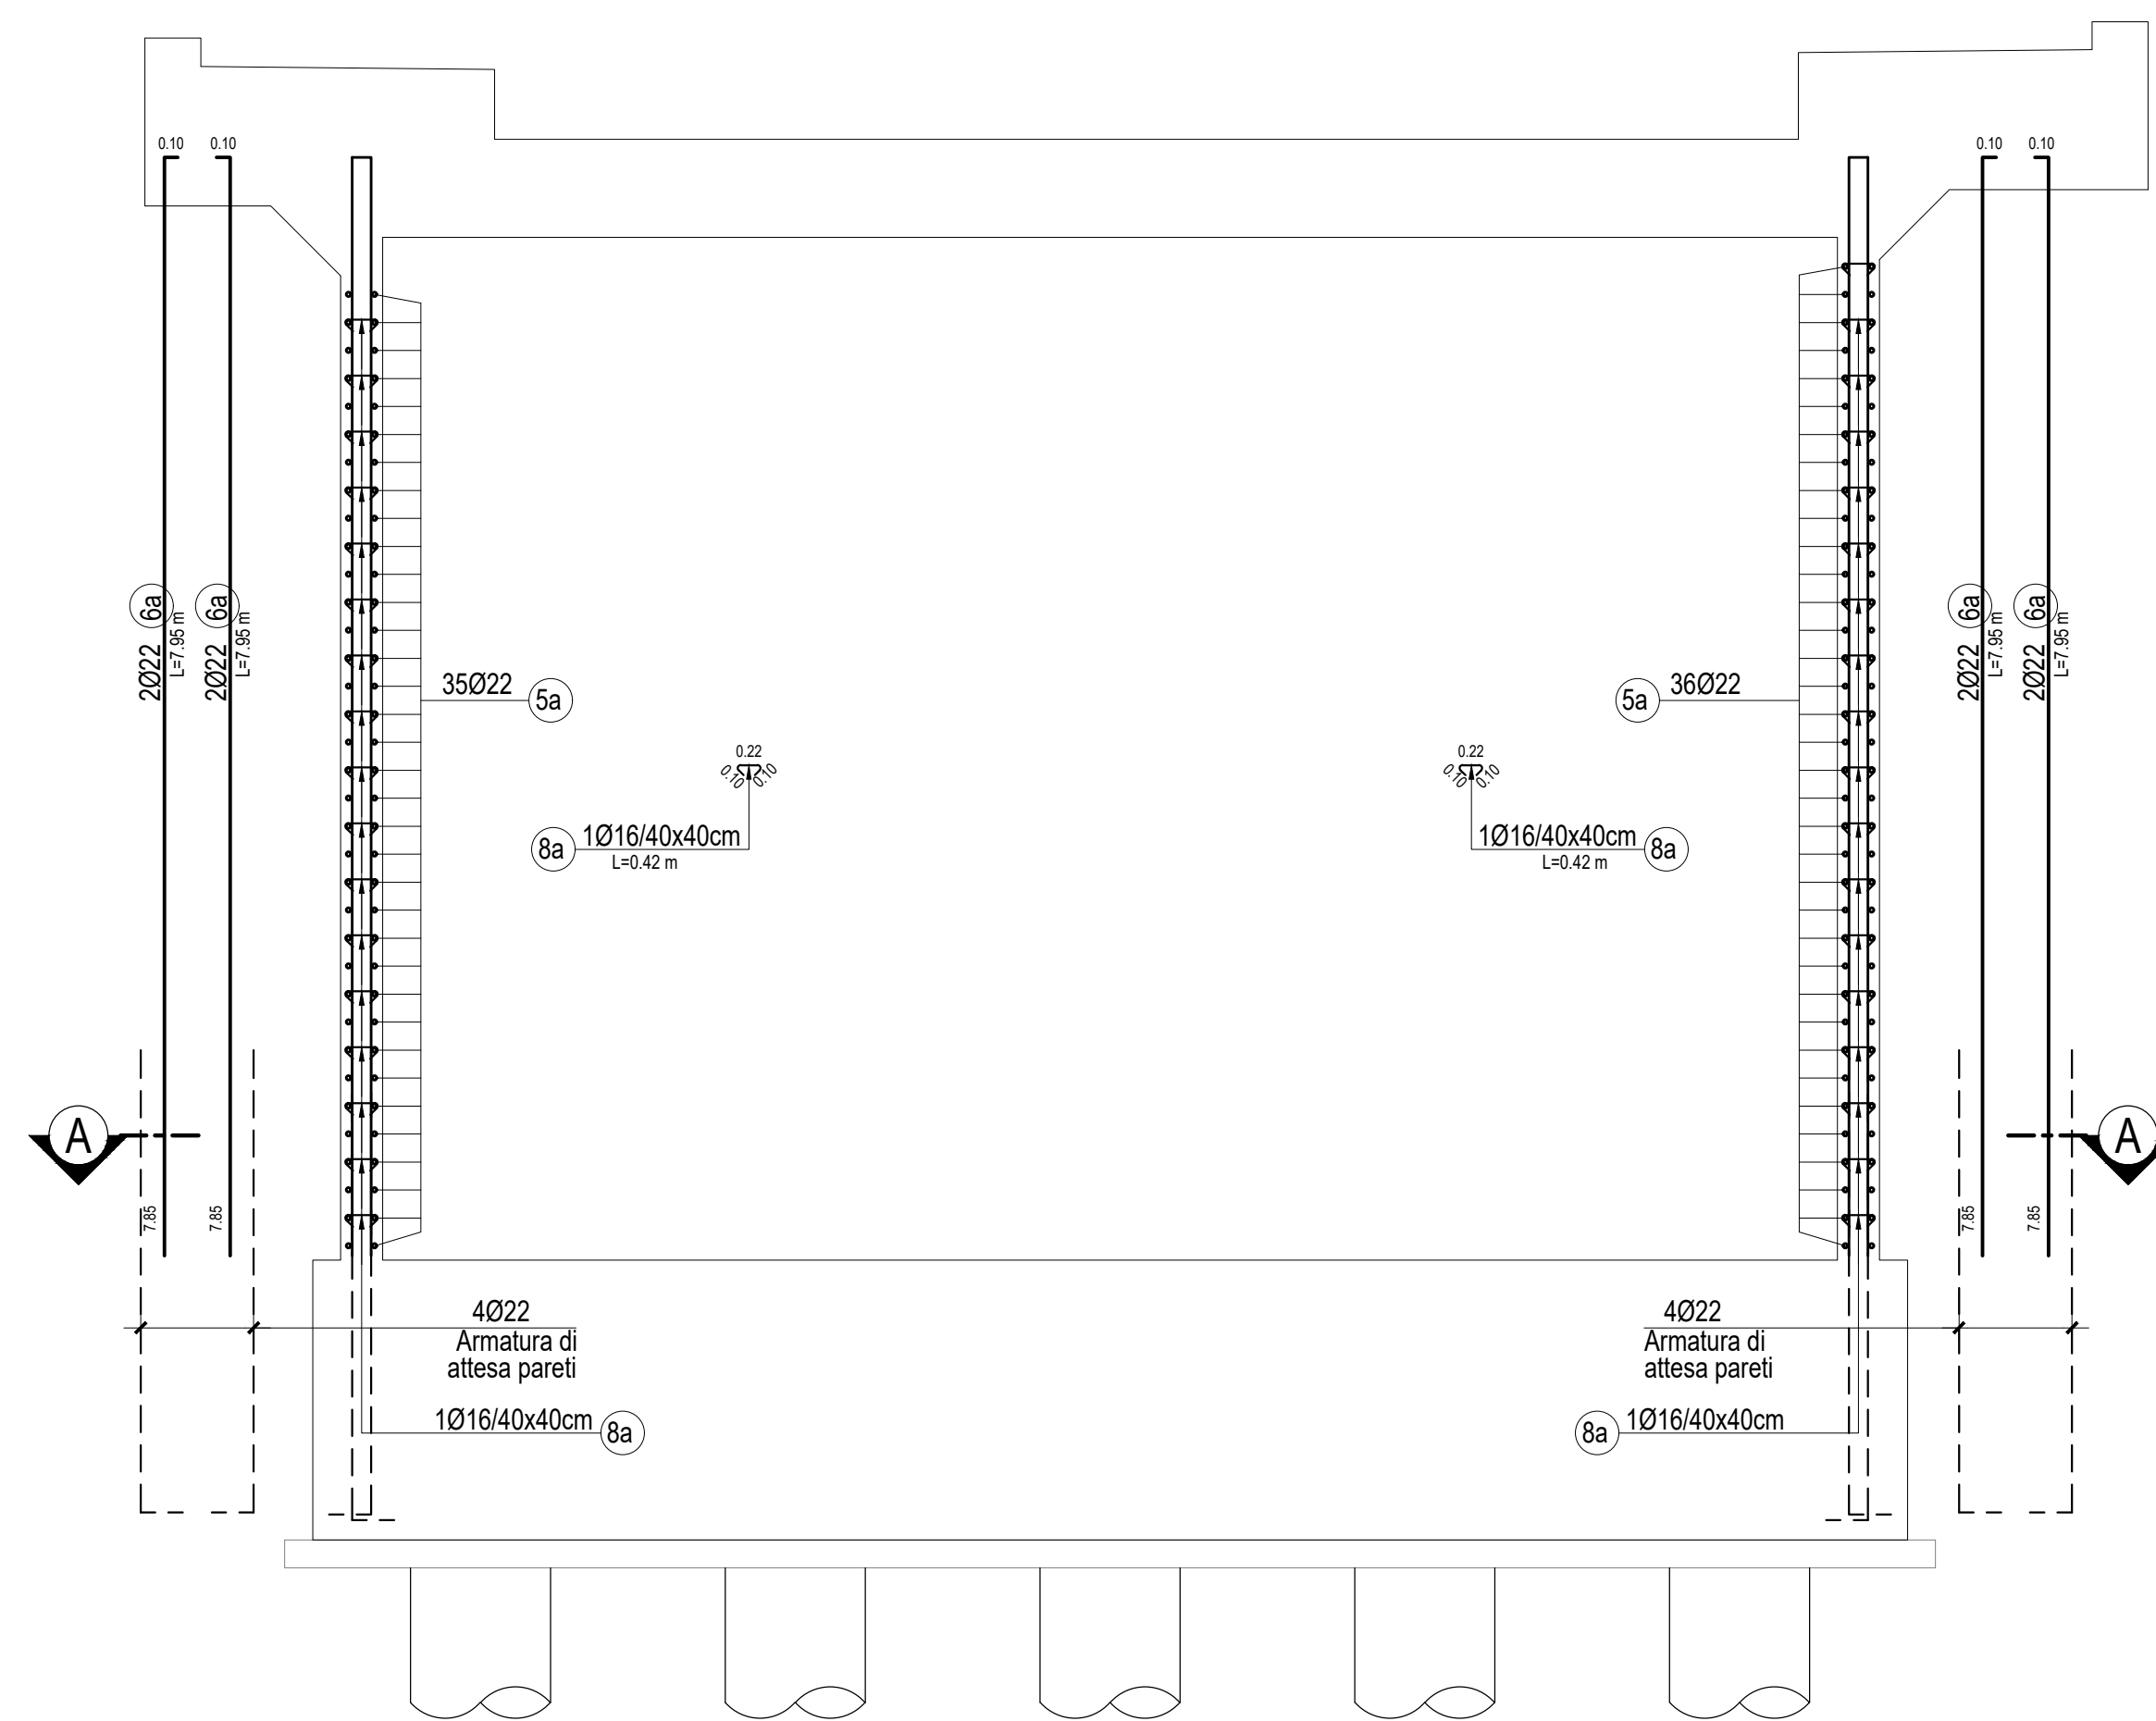 0.10
0.10
0.10
0.10
2Ø22 6a
L=7.95 m
2Ø22 6a
L=7.95 m
2Ø22 6a
L=7.95 m
2Ø22 6a
L=7.95 m
35Ø22 5a
5a 36Ø22
0.22
0.10 0.10
8a 1Ø16/40x40cm
L=0.42 m
0.22
0.10 0.10
1Ø16/40x40cm 8a
L=0.42 m
A
A
7.85
7.85
7.85
7.85
4Ø22
Armatura di
attesa pareti
4Ø22
Armatura di
attesa pareti
1Ø16/40x40cm 8a
8a 1Ø16/40x40cm